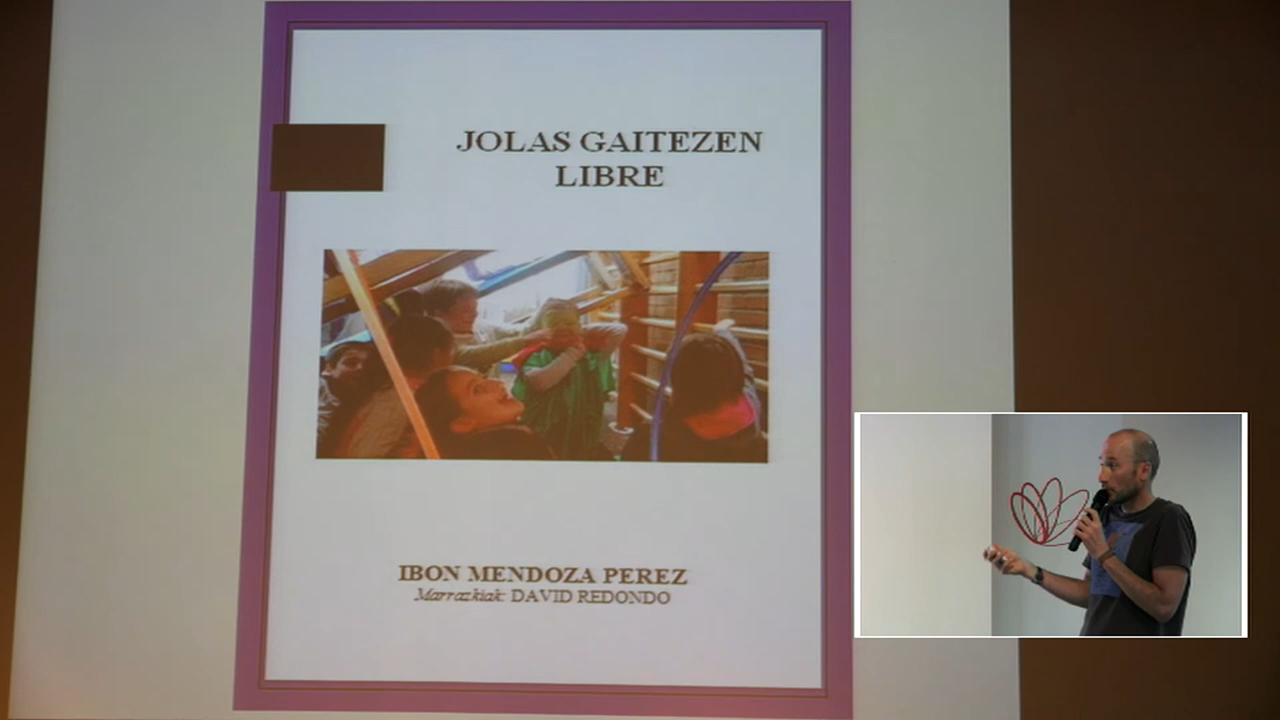 JOLAS GAITEZEN
LIBRE
IBON MENDOZA PEREZ
Marrazkiak: DAVID REDONDO